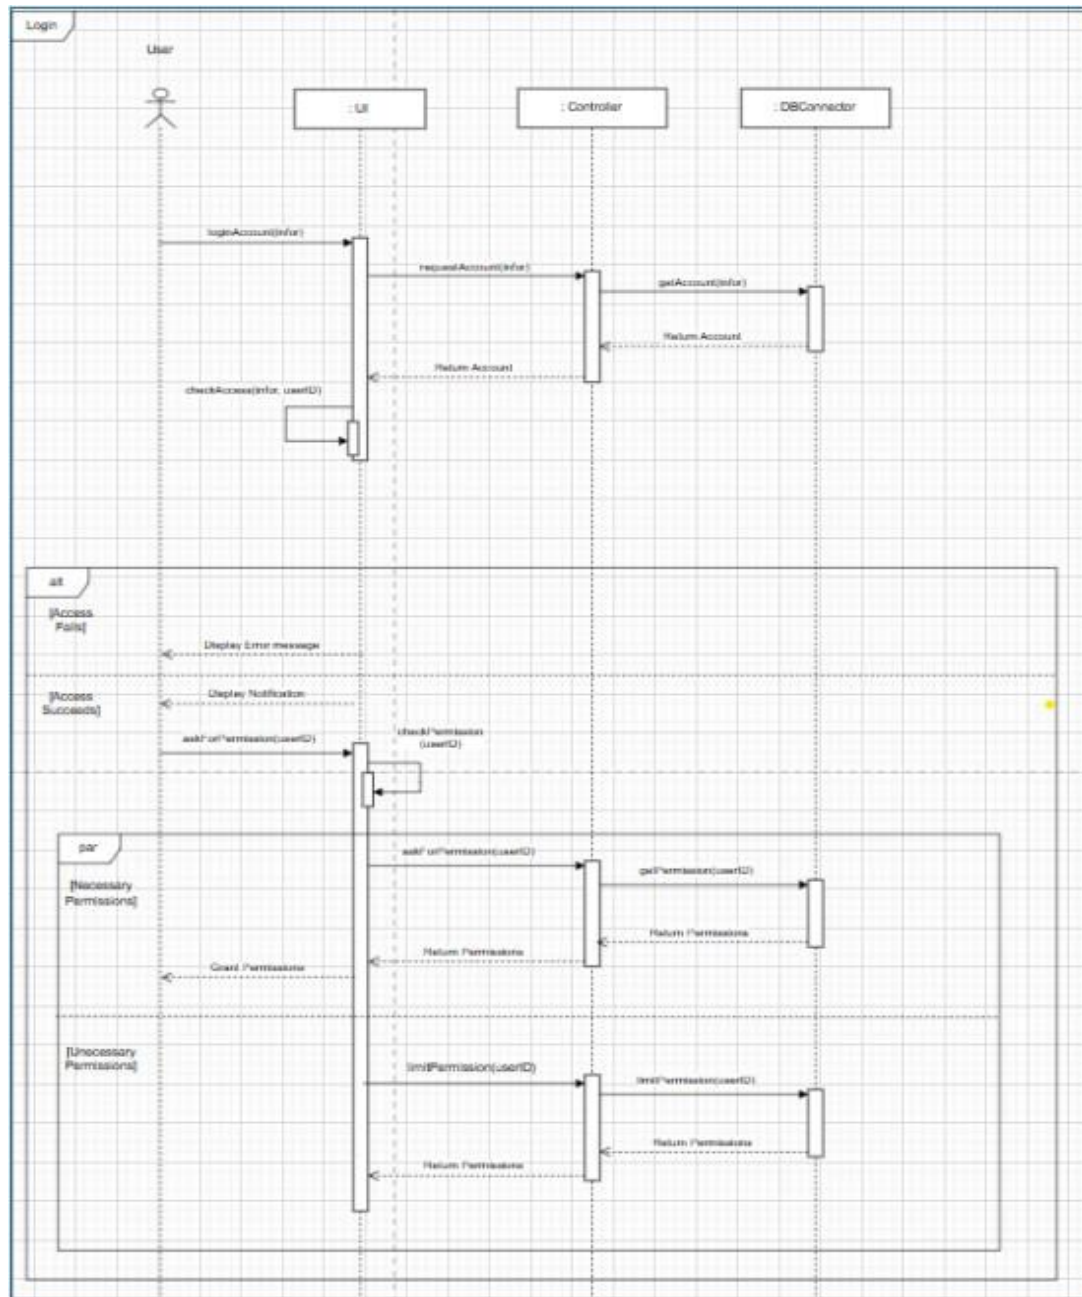 Login
User
: UI
: Controller
: DBConnector
loginAccount(infor)
requestAccount(infor)
getAccount(infor)
Return Account
Return Account
checkAccess(infor, userID)
alt
[Access
Fails]
Display Error message
[Access
Succeeds]
Display Notification
askForPermission(userID)
checkPermission
(userID)
par
[Necessary
Permissions]
askForPermission(userID)
getPermission(userID)
Return Permissions
Return Permissions
Grant Permissions
[Unecessary
Permissions]
limitPermission(userID)
limitPermission(userID)
Return Permissions
Return Permissions